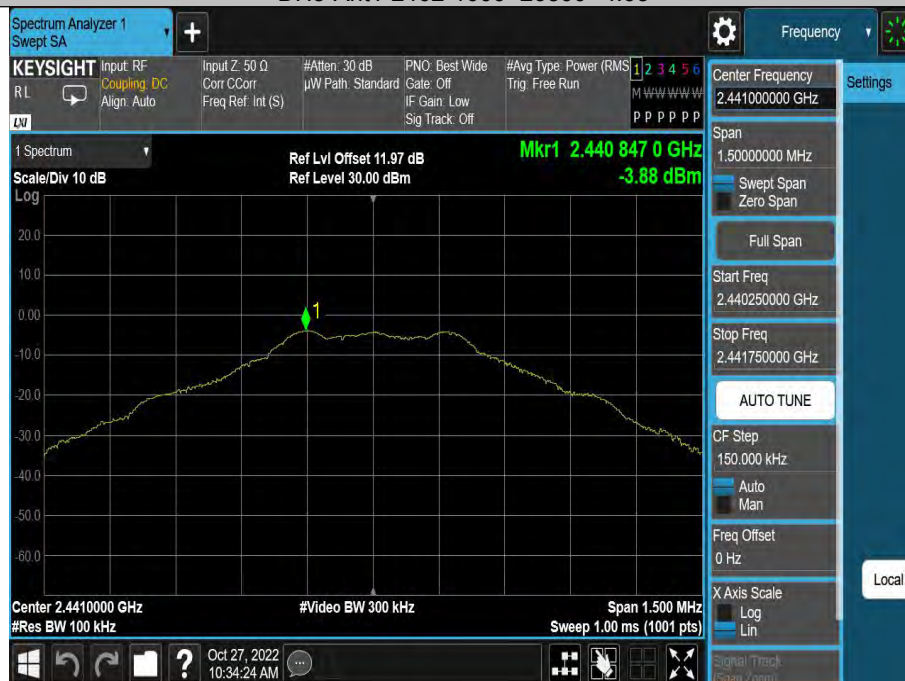 Spectrum Analyzer 1
Swept SA
Frequency
KEYSIGHT
RL
LXI
Input: RF
Coupling: DC
Align: Auto
Input Z: 50 Ω
Corr CCorr
Freq Ref: Int (S)
#Atten: 30 dB
µW Path: Standard
PNO: Best Wide
Gate: Off
IF Gain: Low
Sig Track: Off
#Avg Type: Power (RMS
Trig: Free Run
1 2 3 4 5 6
M W W W W W
P P P P P P
1 Spectrum
Scale/Div 10 dB
Log
Ref Lvl Offset 11.97 dB
Ref Level 30.00 dBm
Mkr1 2.440 847 0 GHz
-3.88 dBm
20.0
10.0
0.00
-10.0
-20.0
-30.0
-40.0
-50.0
-60.0
1
Center 2.4410000 GHz
#Res BW 100 kHz
#Video BW 300 kHz
Span 1.500 MHz
Sweep 1.00 ms (1001 pts)
Oct 27, 2022
10:34:24 AM
Center Frequency
2.441000000 GHz
Settings
Span
1.50000000 MHz
Swept Span
Zero Span
Full Span
Start Freq
2.440250000 GHz
Stop Freq
2.441750000 GHz
AUTO TUNE
CF Step
150.000 kHz
Auto
Man
Freq Offset
0 Hz
Local
X Axis Scale
Log
Lin
Signal Track
(Span Zoom)